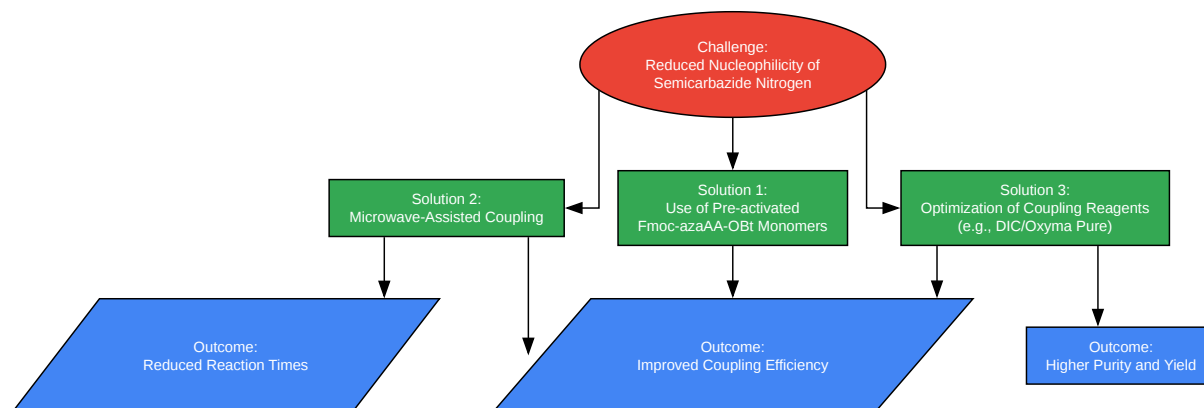 Challenge:
Reduced Nucleophilicity of
Semicarbazide Nitrogen
Solution 2:
Microwave-Assisted Coupling
Solution 1:
Use of Pre-activated
Fmoc-azaAA-OBt Monomers
Solution 3:
Optimization of Coupling Reagents
(e.g., DIC/Oxyma Pure)
Outcome:
Reduced Reaction Times
Outcome:
Improved Coupling Efficiency
Outcome:
Higher Purity and Yield